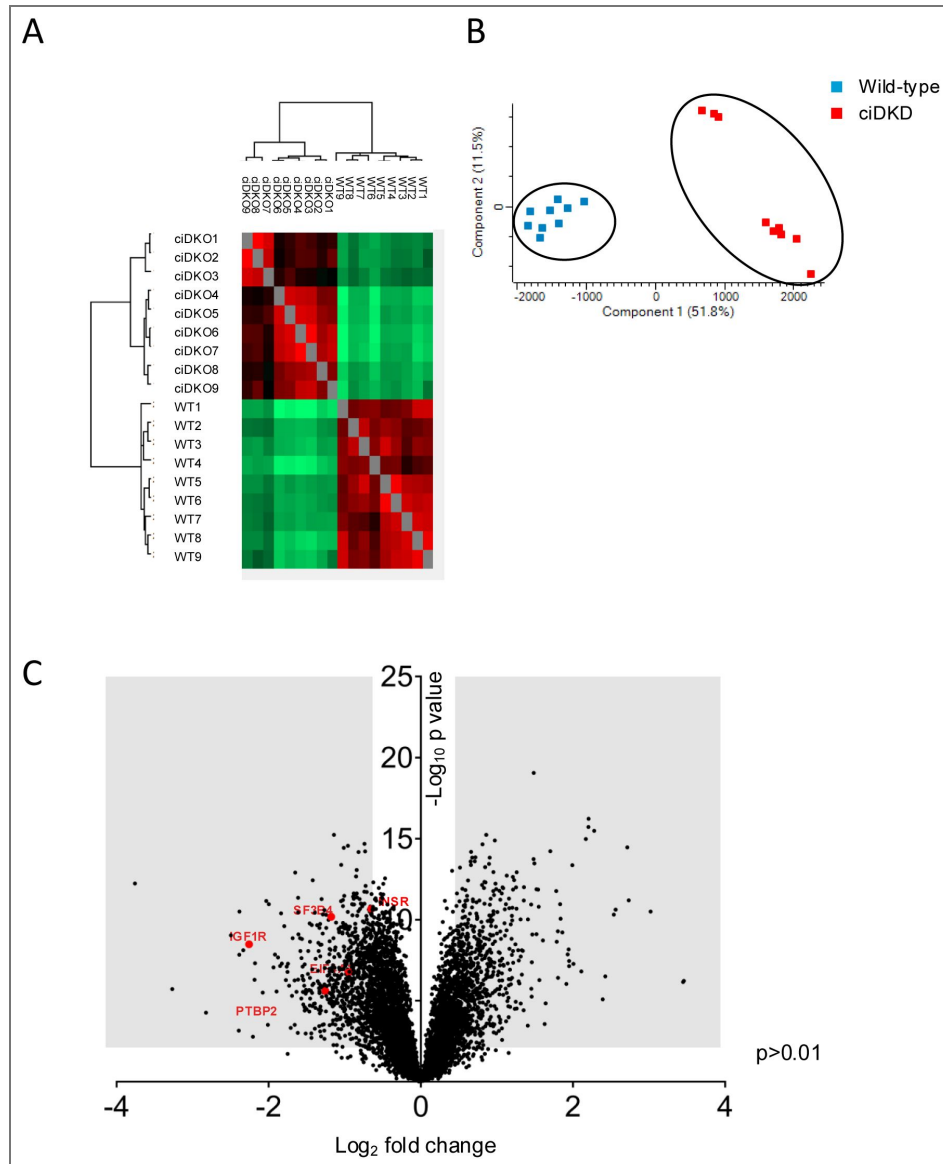 A
ciDKO9
ciDKO8
ciDKO7
ciDKO6
ciDKO5
ciDKO4
ciDKO3
ciDKO2
ciDKO1
WT9
WT8
WT7
WT6
WT5
WT4
WT3
WT2
WT1
ciDKO1
ciDKO2
ciDKO3
ciDKO4
ciDKO5
ciDKO6
ciDKO7
ciDKO8
ciDKO9
WT1
WT2
WT3
WT4
WT5
WT6
WT7
WT8
WT9
B
Wild-type
ciDKD
Component 2 (11.5%)
0
-2000 -1000 0 1000 2000
Component 1 (51.8%)
C
25
20
15
-Log₁₀ p value
INSR
SF3B4
IGF1R
PTBP2
p>0.01
-4 -2 0 2 4
Log₂ fold change